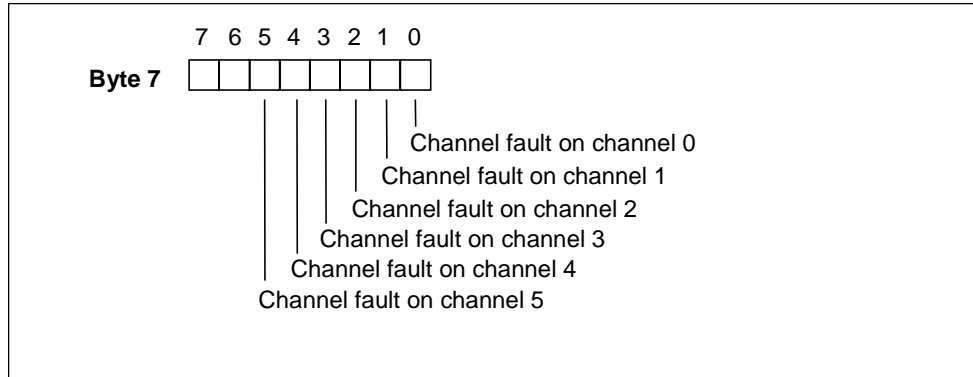 7 6 5 4 3 2 1 0
Byte 7
Channel fault on channel 0
Channel fault on channel 1
Channel fault on channel 2
Channel fault on channel 3
Channel fault on channel 4
Channel fault on channel 5